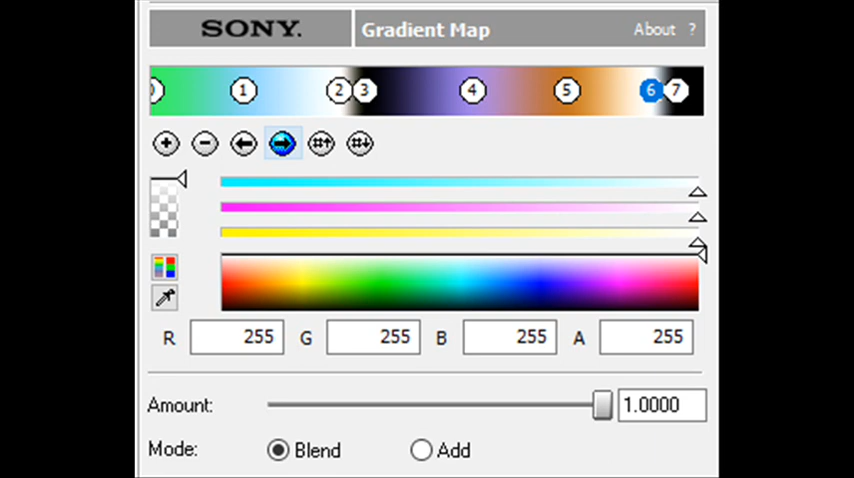 SONY. Gradient Map About ?
0 1 2 3 4 5 6 7
#↑ #↓
R 255 G 255 B 255 A 255
Amount: 1.0000
Mode: Blend Add